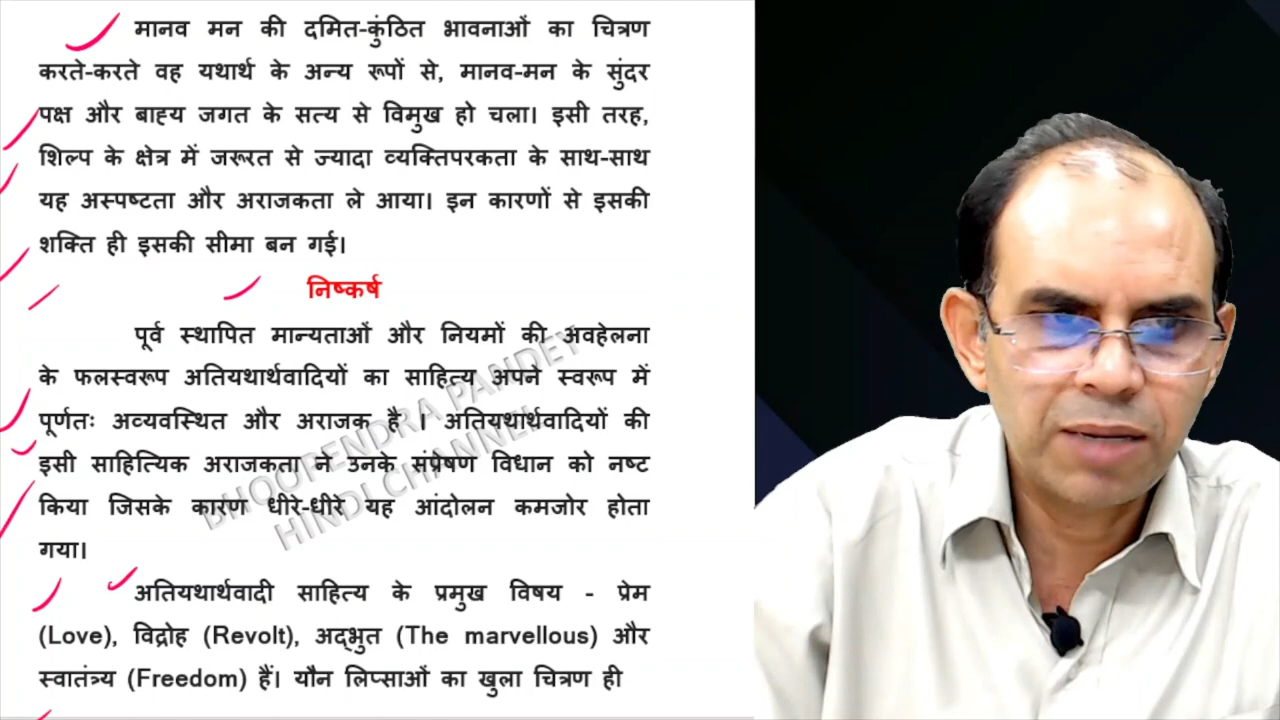 मानव मन की दमित-कुंठित भावनाओं का चित्रण
करते-करते वह यथार्थ के अन्य रूपों से, मानव-मन के सुंदर
पक्ष और बाह्य जगत के सत्य से विमुख हो चला। इसी तरह,
शिल्प के क्षेत्र में जरूरत से ज्यादा व्यक्तिपरकता के साथ-साथ
यह अस्पष्टता और अराजकता ले आया। इन कारणों से इसकी
शक्ति ही इसकी सीमा बन गई।
निष्कर्ष
पूर्व स्थापित मान्यताओं और नियमों की अवहेलना
के फलस्वरूप अतियथार्थवादियों का साहित्य अपने स्वरूप में
पूर्णतः अव्यवस्थित और अराजक है । अतियथार्थवादियों की
इसी साहित्यिक अराजकता ने उनके संप्रेषण विधान को नष्ट
किया जिसके कारण धीरे-धीरे यह आंदोलन कमजोर होता
गया।
अतियथार्थवादी साहित्य के प्रमुख विषय - प्रेम
(Love), विद्रोह (Revolt), अद्भुत (The marvellous) और
स्वातंत्र्य (Freedom) हैं। यौन लिप्साओं का खुला चित्रण ही
BHOOPENDRA PANDEY
HINDI CHANNEL